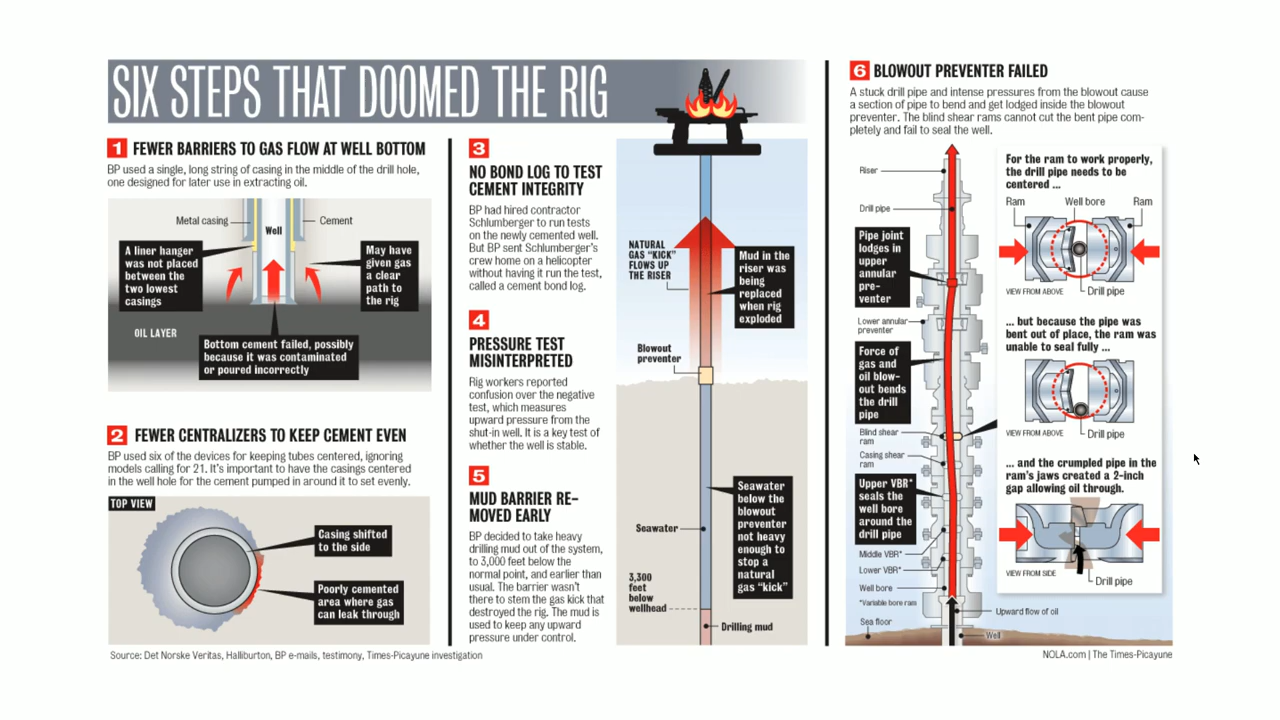 SIX STEPS THAT DOOMED THE RIG
1 FEWER BARRIERS TO GAS FLOW AT WELL BOTTOM
BP used a single, long string of casing in the middle of the drill hole,
one designed for later use in extracting oil.
Metal casing
Cement
Well
A liner hanger
was not placed
between the
two lowest
casings
May have
given gas
a clear
path to
the rig
OIL LAYER
Bottom cement failed, possibly
because it was contaminated
or poured incorrectly
2 FEWER CENTRALIZERS TO KEEP CEMENT EVEN
BP used six of the devices for keeping tubes centered, ignoring
models calling for 21. It's important to have the casings centered
in the well hole for the cement pumped in around it to set evenly.
TOP VIEW
Casing shifted
to the side
Poorly cemented
area where gas
can leak through
3
NO BOND LOG TO TEST
CEMENT INTEGRITY
BP had hired contractor
Schlumberger to run tests
on the newly cemented well.
But BP sent Schlumberger's
crew home on a helicopter
without having it run the test,
called a cement bond log.
4
PRESSURE TEST
MISINTERPRETED
Rig workers reported
confusion over the negative
test, which measures
upward pressure from the
shut-in well. It is a key test of
whether the well is stable.
5
MUD BARRIER RE-
MOVED EARLY
BP decided to take heavy
drilling mud out of the system,
to 3,000 feet below the
normal point, and earlier than
usual. The barrier wasn't
there to stem the gas kick that
destroyed the rig. The mud is
used to keep any upward
pressure under control.
NATURAL
GAS "KICK"
FLOWS UP
THE RISER
Mud in the
riser was
being
replaced
when rig
exploded
Blowout
preventer
Seawater
Seawater
below the
blowout
preventer
not heavy
enough to
stop a
natural
gas "kick"
3,300
feet
below
wellhead
Drilling mud
6 BLOWOUT PREVENTER FAILED
A stuck drill pipe and intense pressures from the blowout cause
a section of pipe to bend and get lodged inside the blowout
preventer. The blind shear rams cannot cut the bent pipe com-
pletely and fail to seal the well.
Riser
Drill pipe
Pipe joint
lodges in
upper
annular
pre-
venter
Lower annular
preventer
Force of
gas and
oil blow-
out bends
the drill
pipe
Blind shear
ram
Casing shear
ram
Upper VBR*
seals the
well bore
around the
drill pipe
Middle VBR*
Lower VBR*
Well bore
*Variable bore ram
Sea floor
Upward flow of oil
Well
For the ram to work properly,
the drill pipe needs to be
centered ...
Ram
Well bore
Ram
VIEW FROM ABOVE
Drill pipe
... but because the pipe was
bent out of place, the ram was
unable to seal fully ...
VIEW FROM ABOVE
Drill pipe
... and the crumpled pipe in the
ram's jaws created a 2-inch
gap allowing oil through.
VIEW FROM SIDE
Drill pipe
Source: Det Norske Veritas, Halliburton, BP e-mails, testimony, Times-Picayune investigation
NOLA.com | The Times-Picayune